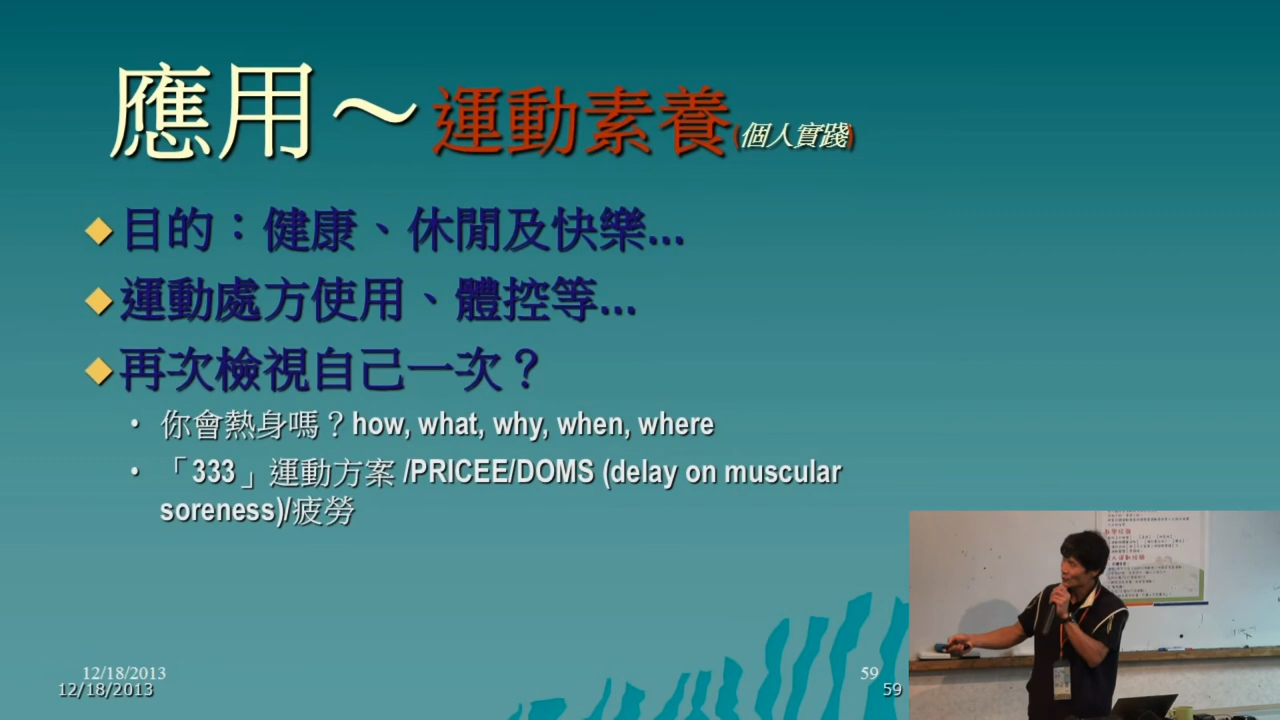 應用～運動素養(個人實踐)
目的：健康、休閒及快樂...
運動處方使用、體控等...
再次檢視自己一次？
你會熱身嗎？how, what, why, when, where
「333」運動方案 /PRICEE/DOMS (delay on muscular
soreness)/疲勞
12/18/2013
59
12/18/2013
59